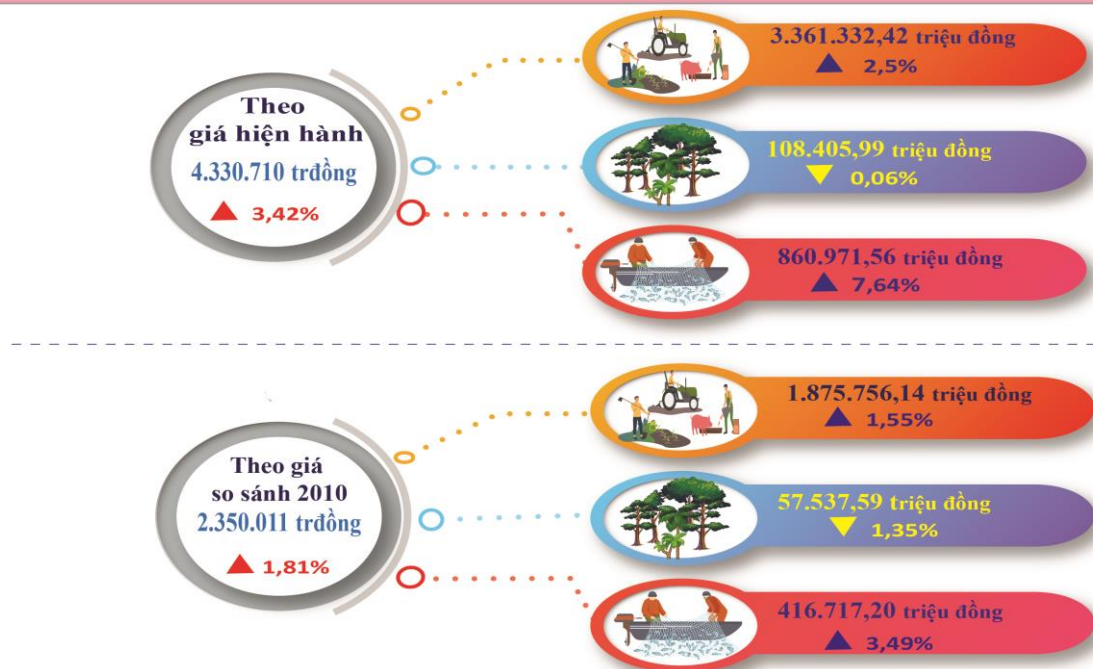 Theo
giá hiện hành
4.330.710 trđồng
▲ 3,42%
3.361.332,42 triệu đồng
▲ 2,5%
108.405,99 triệu đồng
▼ 0,06%
860.971,56 triệu đồng
▲ 7,64%
Theo giá
so sánh 2010
2.350.011 trđồng
▲ 1,81%
1.875.756,14 triệu đồng
▲ 1,55%
57.537,59 triệu đồng
▼ 1,35%
416.717,20 triệu đồng
▲ 3,49%